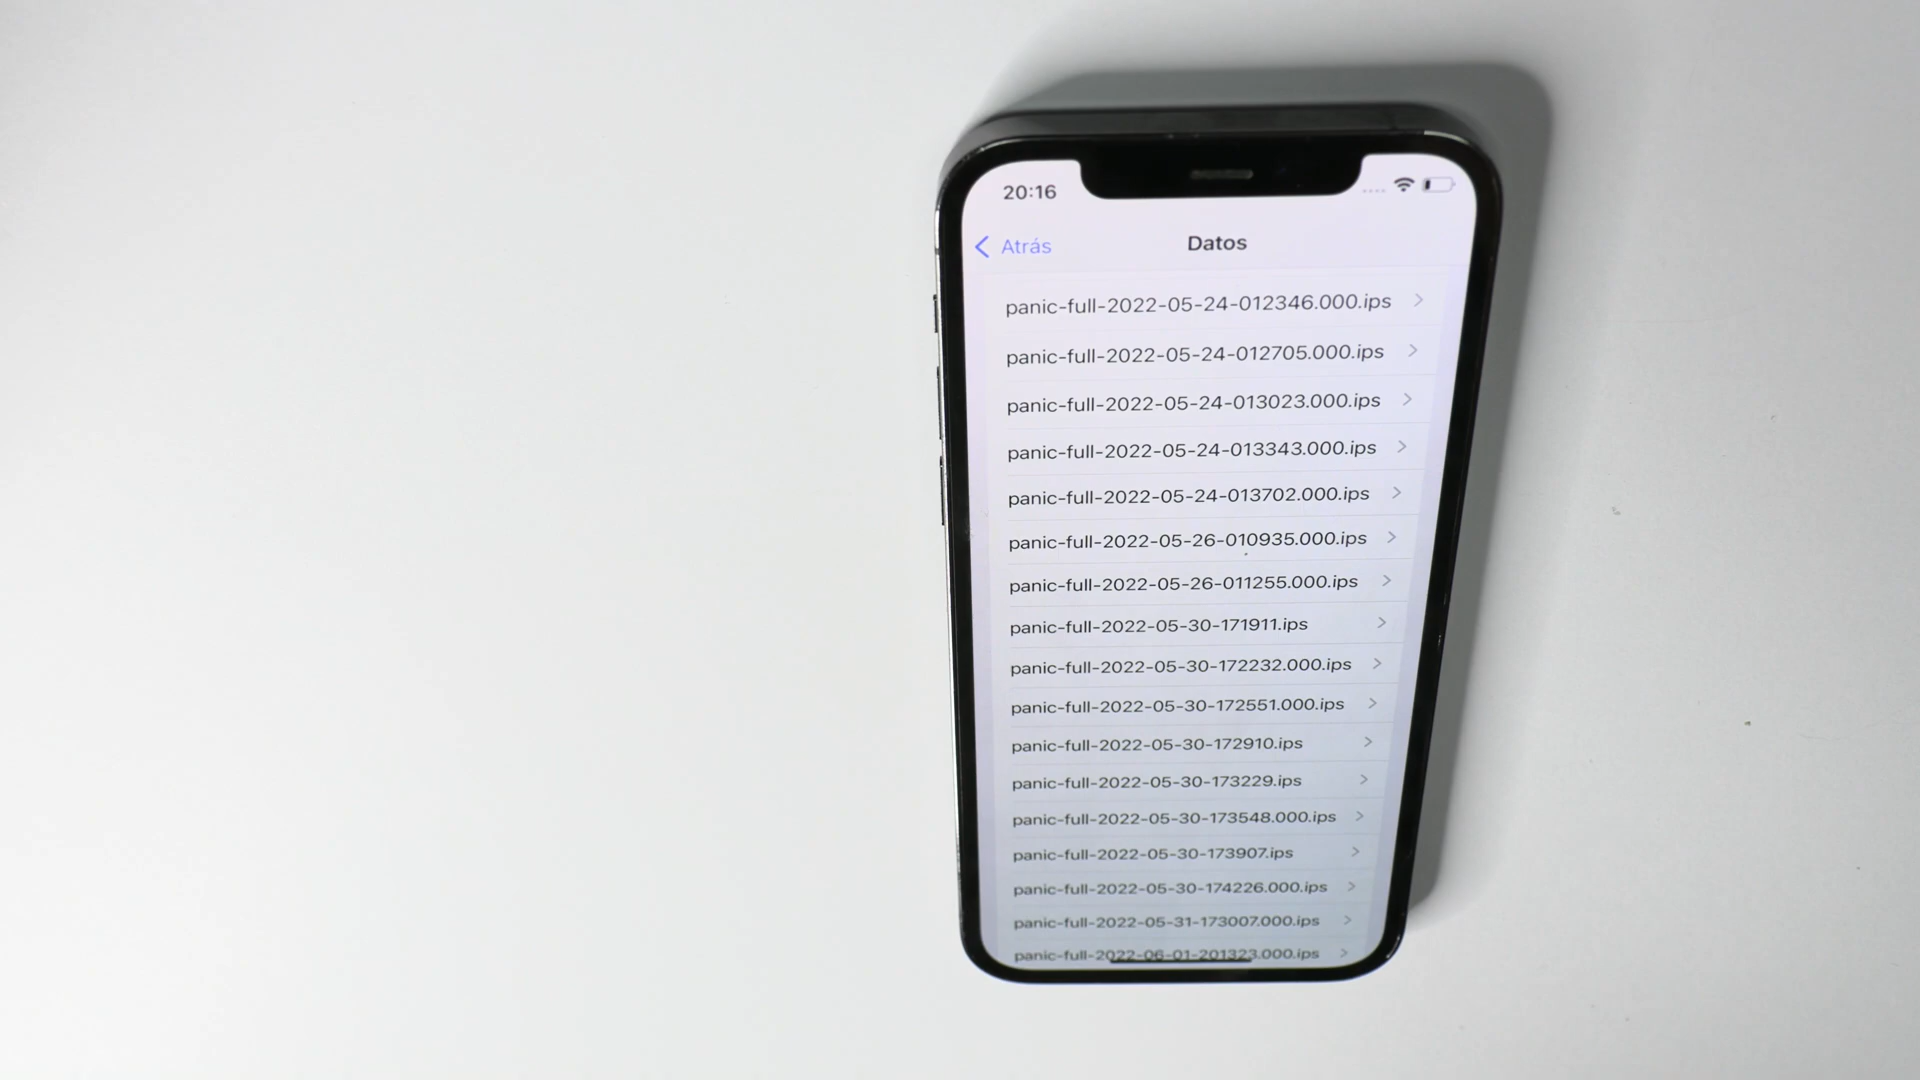 20:16
Atrás
Datos
panic-full-2022-05-24-012346.000.ips
panic-full-2022-05-24-012705.000.ips
panic-full-2022-05-24-013023.000.ips
panic-full-2022-05-24-013343.000.ips
panic-full-2022-05-24-013702.000.ips
panic-full-2022-05-26-010935.000.ips
panic-full-2022-05-26-011255.000.ips
panic-full-2022-05-30-171911.ips
panic-full-2022-05-30-172232.000.ips
panic-full-2022-05-30-172551.000.ips
panic-full-2022-05-30-172910.ips
panic-full-2022-05-30-173229.ips
panic-full-2022-05-30-173548.000.ips
panic-full-2022-05-30-173907.ips
panic-full-2022-05-30-174226.000.ips
panic-full-2022-05-31-173007.000.ips
panic-full-2022-06-01-201323.000.ips